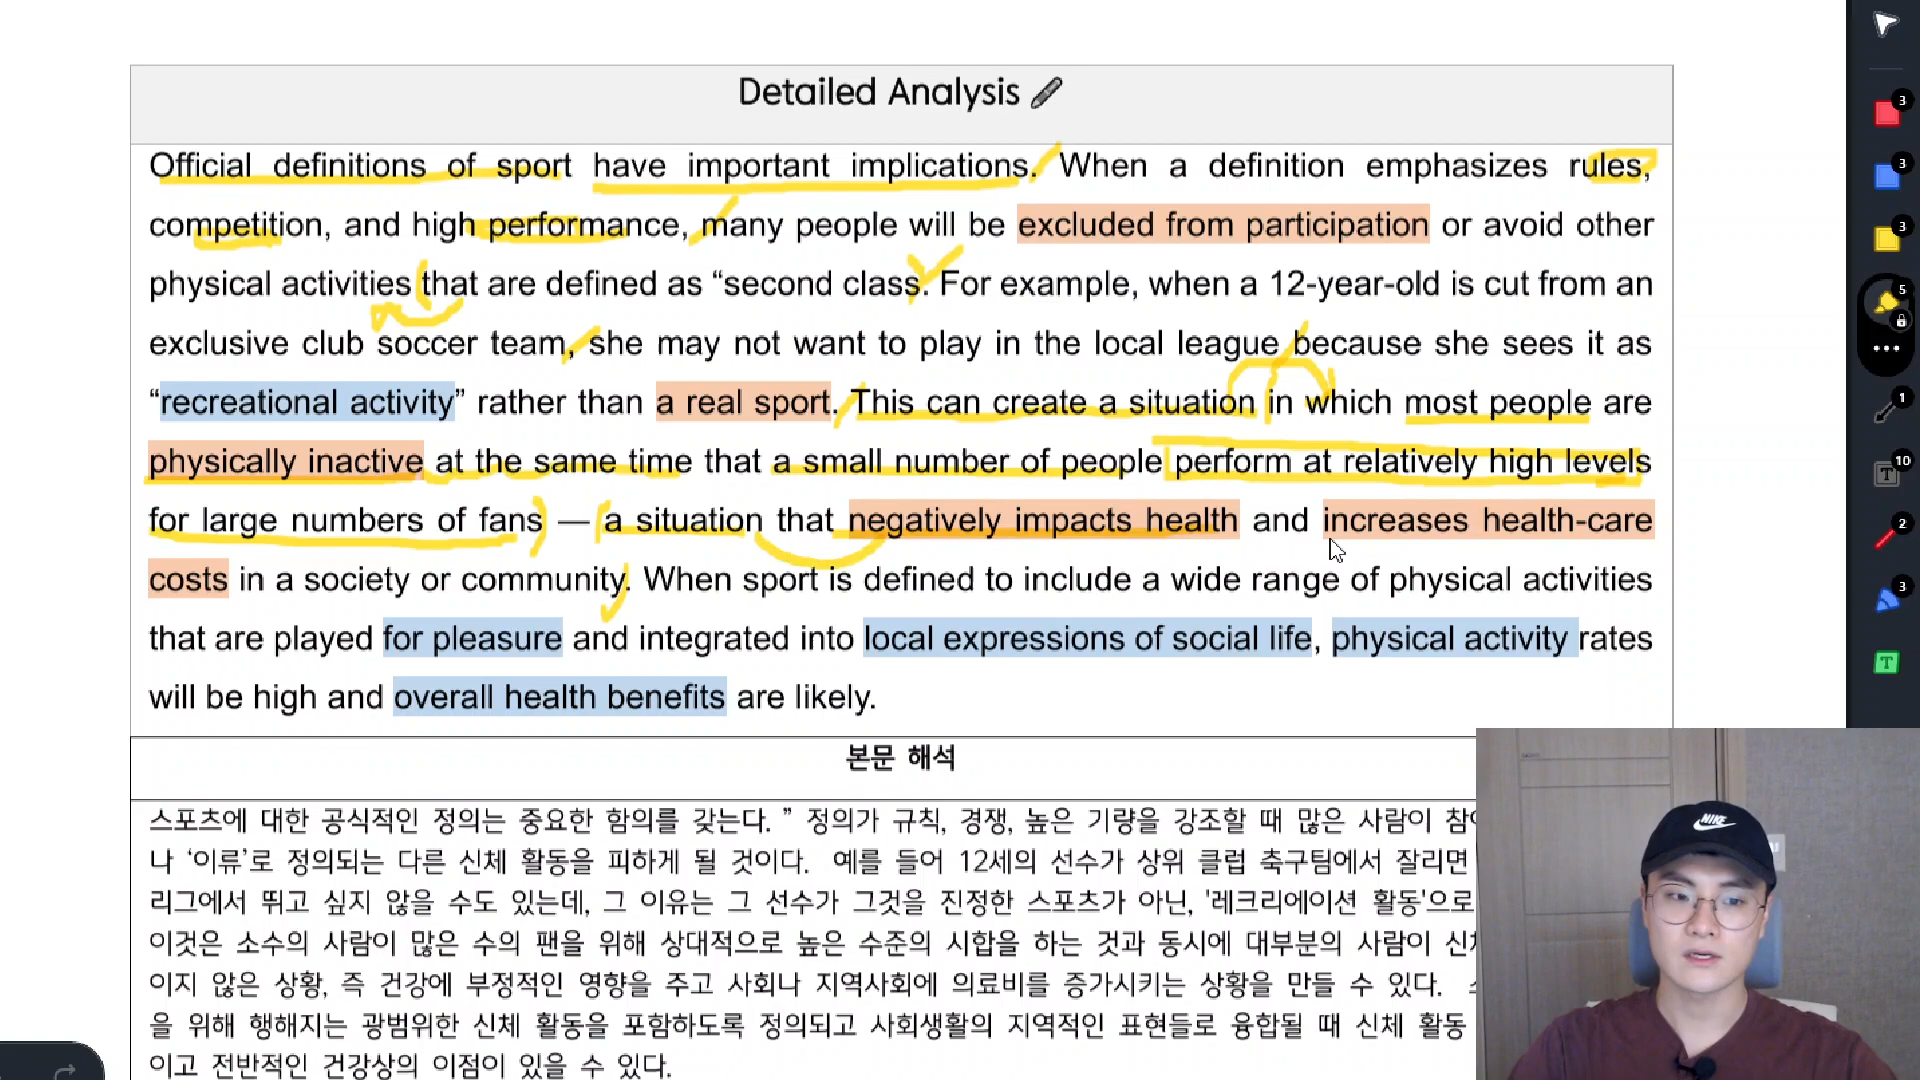 Detailed Analysis
Official definitions of sport have important implications. When a definition emphasizes rules,
competition, and high performance, many people will be excluded from participation or avoid other
physical activities that are defined as “second class. For example, when a 12-year-old is cut from an
exclusive club soccer team, she may not want to play in the local league because she sees it as
“recreational activity” rather than a real sport. This can create a situation in which most people are
physically inactive at the same time that a small number of people perform at relatively high levels
for large numbers of fans — a situation that negatively impacts health and increases health-care
costs in a society or community. When sport is defined to include a wide range of physical activities
that are played for pleasure and integrated into local expressions of social life, physical activity rates
will be high and overall health benefits are likely.
본문 해석
스포츠에 대한 공식적인 정의는 중요한 함의를 갖는다. ” 정의가 규칙, 경쟁, 높은 기량을 강조할 때 많은 사람이
나 ‘이류’로 정의되는 다른 신체 활동을 피하게 될 것이다. 예를 들어 12세의 선수가 상위 클럽 축구팀에서 잘리면
리그에서 뛰고 싶지 않을 수도 있는데, 그 이유는 그 선수가 그것을 진정한 스포츠가 아닌, '레크리에이션 활동'으로
이것은 소수의 사람이 많은 수의 팬을 위해 상대적으로 높은 수준의 시합을 하는 것과 동시에 대부분의 사람이
이지 않은 상황, 즉 건강에 부정적인 영향을 주고 사회나 지역사회에 의료비를 증가시키는 상황을 만들 수 있다.
을 위해 행해지는 광범위한 신체 활동을 포함하도록 정의되고 사회생활의 지역적인 표현들로 융합될 때 신체 활동
이고 전반적인 건강상의 이점이 있을 수 있다.
3
3
3
5
1
T 10
2
3
T
NIKE